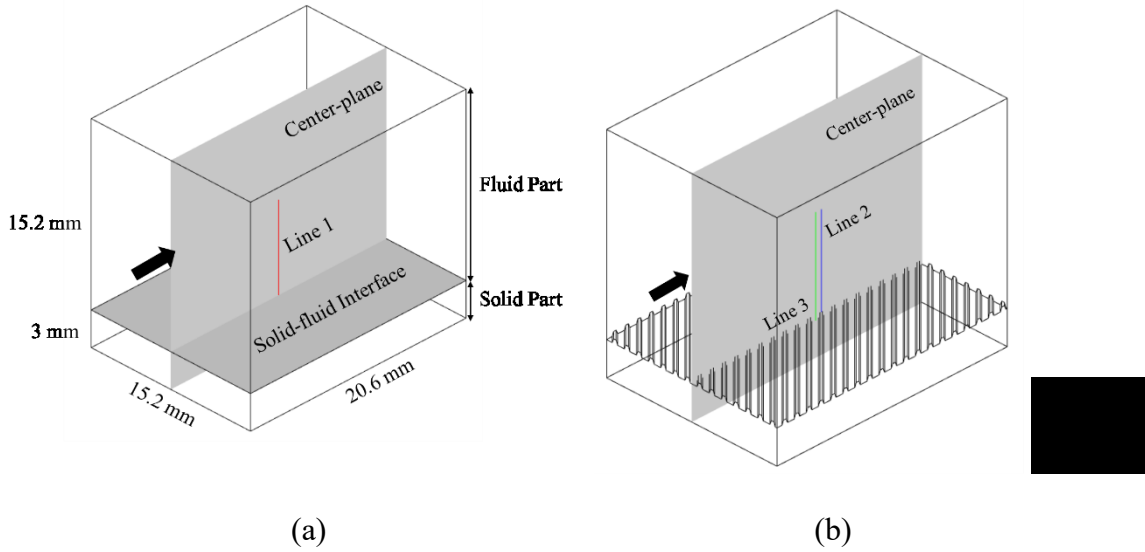 Center-plane
Fluid Part
15.2 mm
Line 1
Solid-fluid Interface
Solid Part
3 mm
15.2 mm
20.6 mm
(a)
Center-plane
Line 2
Line 3
(b)